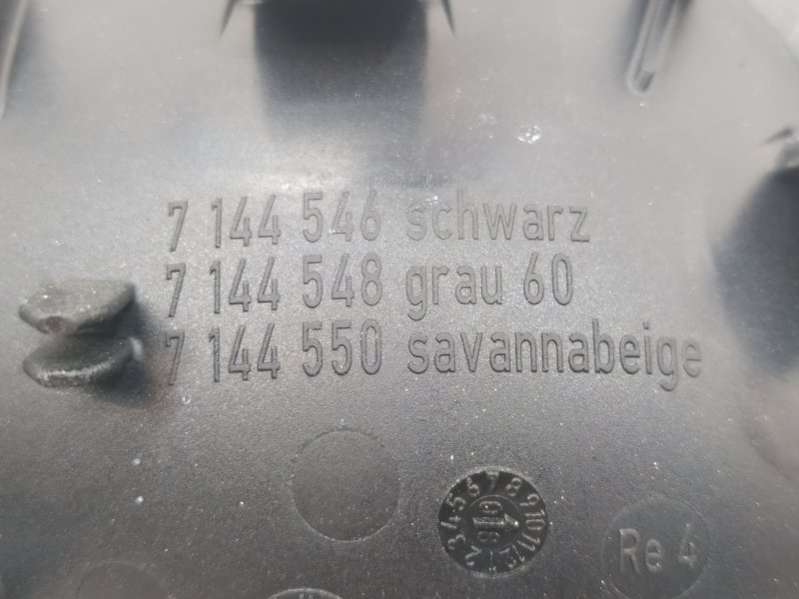 7 144 546 schwarz
7 144 548 grau 60
7 144 550 savannabeige
Re 4